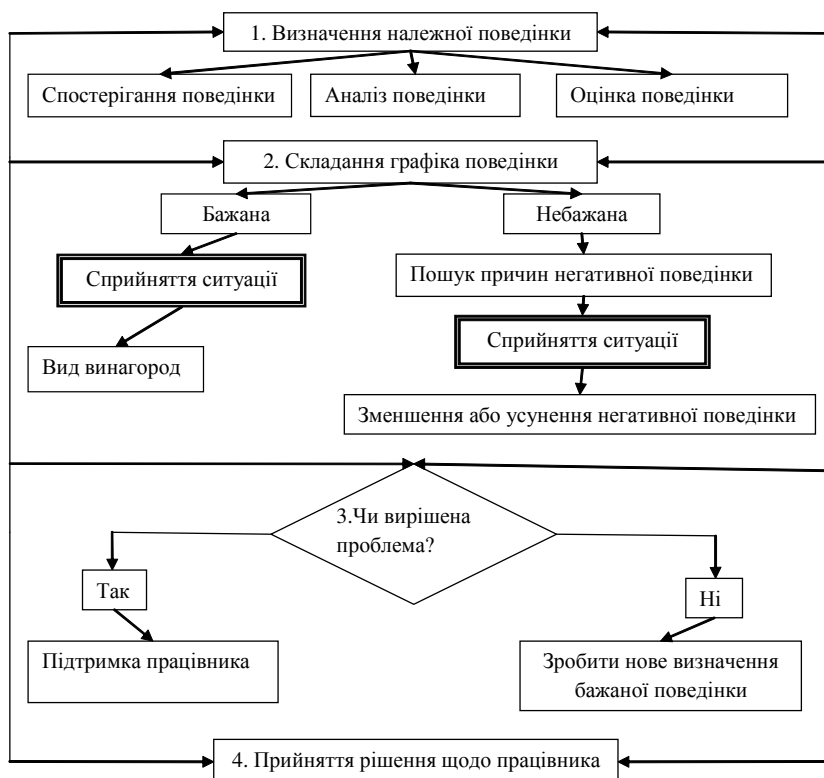 1. Визначення належної поведінки
Спостерігання поведінки
Аналіз поведінки
Оцінка поведінки
2. Складання графіка поведінки
Бажана
Небажана
Сприйняття ситуації
Пошук причин негативної поведінки
Сприйняття ситуації
Вид винагород
Зменшення або усунення негативної поведінки
3.Чи вирішена
проблема?
Так
Ні
Підтримка працівника
Зробити нове визначення
бажаної поведінки
4. Прийняття рішення щодо працівника